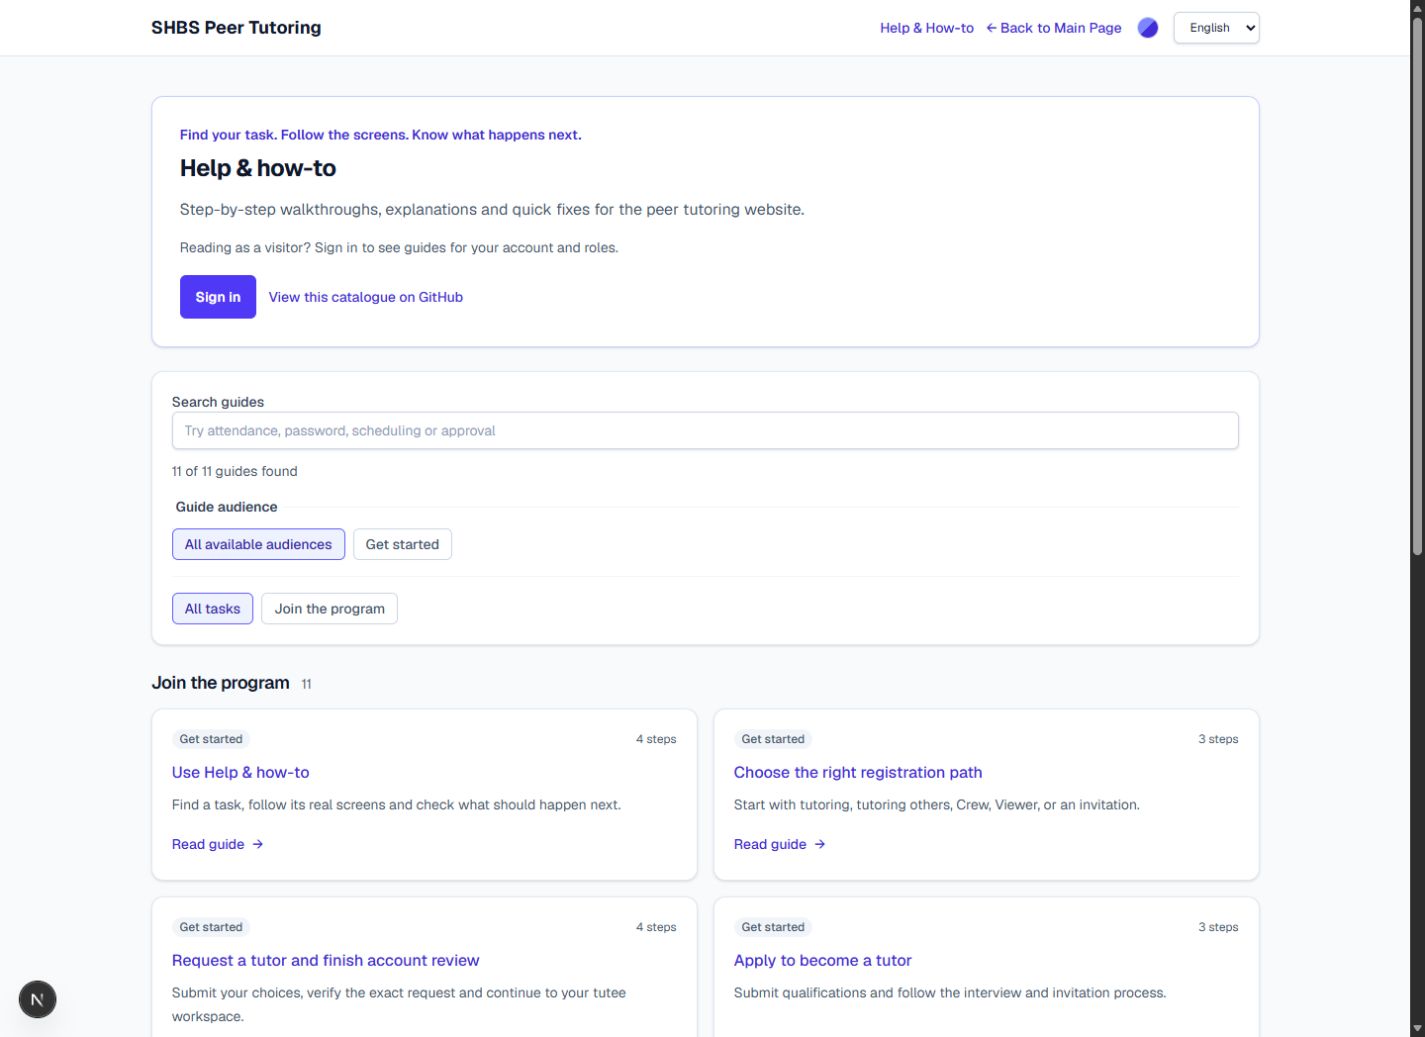 SHBS Peer Tutoring
Help & How-to
← Back to Main Page
English
Find your task. Follow the screens. Know what happens next.
Help & how-to
Step-by-step walkthroughs, explanations and quick fixes for the peer tutoring website.
Reading as a visitor? Sign in to see guides for your account and roles.
Sign in
View this catalogue on GitHub
Search guides
Try attendance, password, scheduling or approval
11 of 11 guides found
Guide audience
All available audiences
Get started
All tasks
Join the program
Join the program 11
Get started
4 steps
Use Help & how-to
Find a task, follow its real screens and check what should happen next.
Read guide →
Get started
3 steps
Choose the right registration path
Start with tutoring, tutoring others, Crew, Viewer, or an invitation.
Read guide →
Get started
4 steps
Request a tutor and finish account review
Submit your choices, verify the exact request and continue to your tutee
workspace.
Get started
3 steps
Apply to become a tutor
Submit qualifications and follow the interview and invitation process.
N